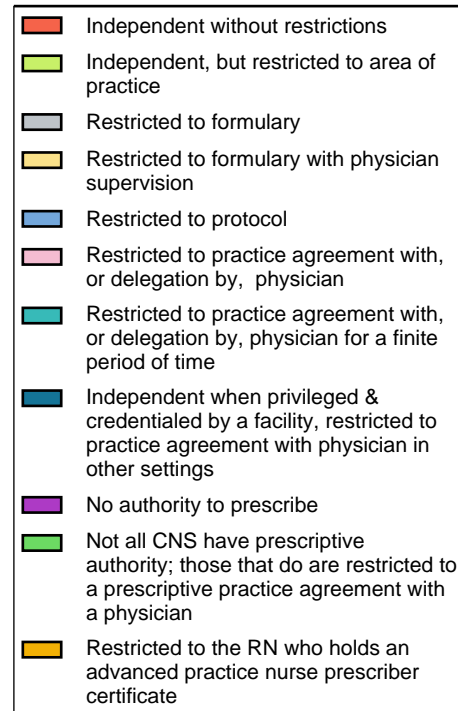 Independent without restrictions
Independent, but restricted to area of
practice
Restricted to formulary
Restricted to formulary with physician
supervision
Restricted to protocol
Restricted to practice agreement with,
or delegation by, physician
Restricted to practice agreement with,
or delegation by, physician for a finite
period of time
Independent when privileged &
credentialed by a facility, restricted to
practice agreement with physician in
other settings
No authority to prescribe
Not all CNS have prescriptive
authority; those that do are restricted to
a prescriptive practice agreement with
a physician
Restricted to the RN who holds an
advanced practice nurse prescriber
certificate